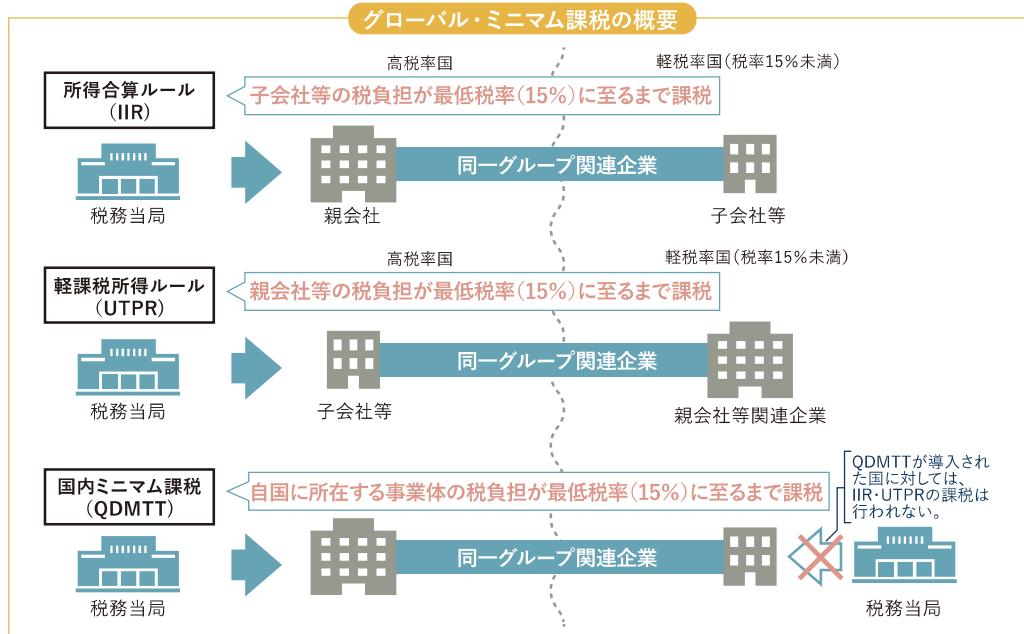 グローバル・ミニマム課税の概要
高税率国
軽税率国(税率15%未満)
所得合算ルール
(IIR)
子会社等の税負担が最低税率(15%)に至るまで課税
同一グループ関連企業
税務当局
親会社
子会社等
高税率国
軽税率国(税率15%未満)
軽課税所得ルール
(UTPR)
親会社等の税負担が最低税率(15%)に至るまで課税
同一グループ関連企業
税務当局
子会社等
親会社等関連企業
国内ミニマム課税
(QDMTT)
自国に所在する事業体の税負担が最低税率(15%)に至るまで課税
QDMTTが導入され
た国に対しては、
IIR・UTPRの課税は
行われない。
同一グループ関連企業
税務当局
税務当局